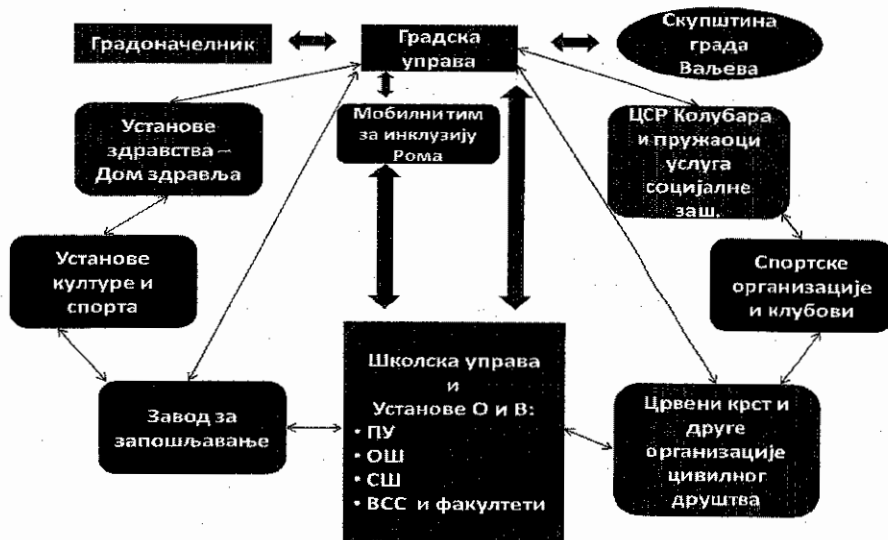 Градоначелник
Градска
управа
Скупштина
града
Ваљева
Установе
здравства –
Дом здравља
Мобилни тим
за инклузију
Рома
ЦСР Колубара
и пружаоци
услуга
социјалне
заш.
Установе
културе и
спорта
Спортске
организације
и клубови
Завод за
запошљавање
Школска управа
и
Установе О и В:
• ПУ
• ОШ
• СШ
• ВСС и факултети
Црвени крст и
друге
организације
цивилног
друштва